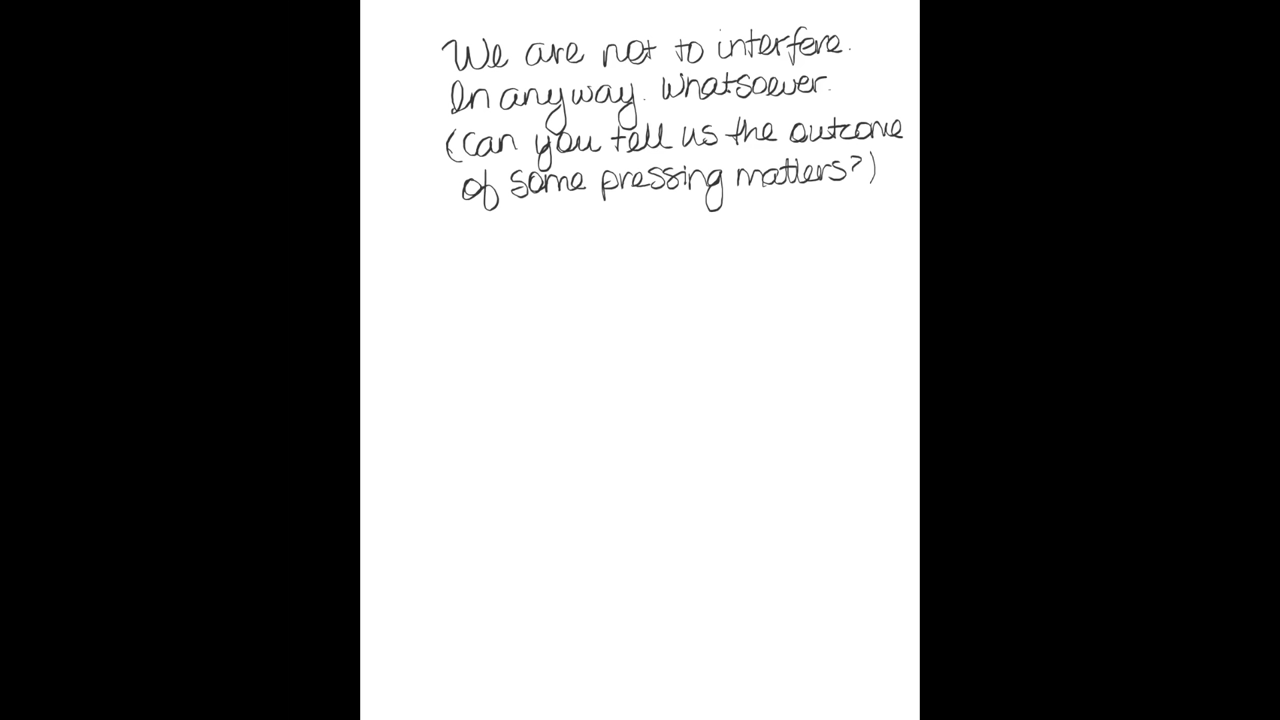 We are not to interfere.
In anyway. Whatsoever.
(Can you tell us the outcome
of some pressing matters?)